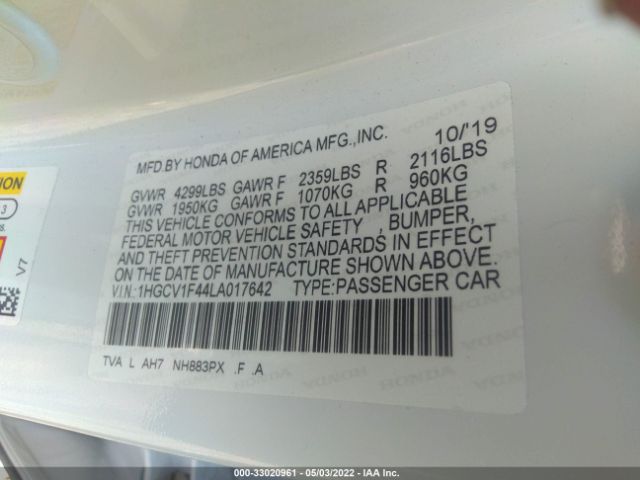 MFD.BY HONDA OF AMERICA MFG.,INC. 10/'19
GVWR 4299LBS GAWR F 2359LBS R 2116LBS
GVWR 1950KG GAWR F 1070KG R 960KG
THIS VEHICLE CONFORMS TO ALL APPLICABLE
FEDERAL MOTOR VEHICLE SAFETY , BUMPER,
AND THEFT PREVENTION STANDARDS IN EFFECT
ON THE DATE OF MANUFACTURE SHOWN ABOVE.
V.I.N.:1HGCV1F44LA017642 TYPE:PASSENGER CAR
TVA L AH7 NH883PX .F .A
3
V7
000-33020961 - 05/03/2022 - IAA Inc.